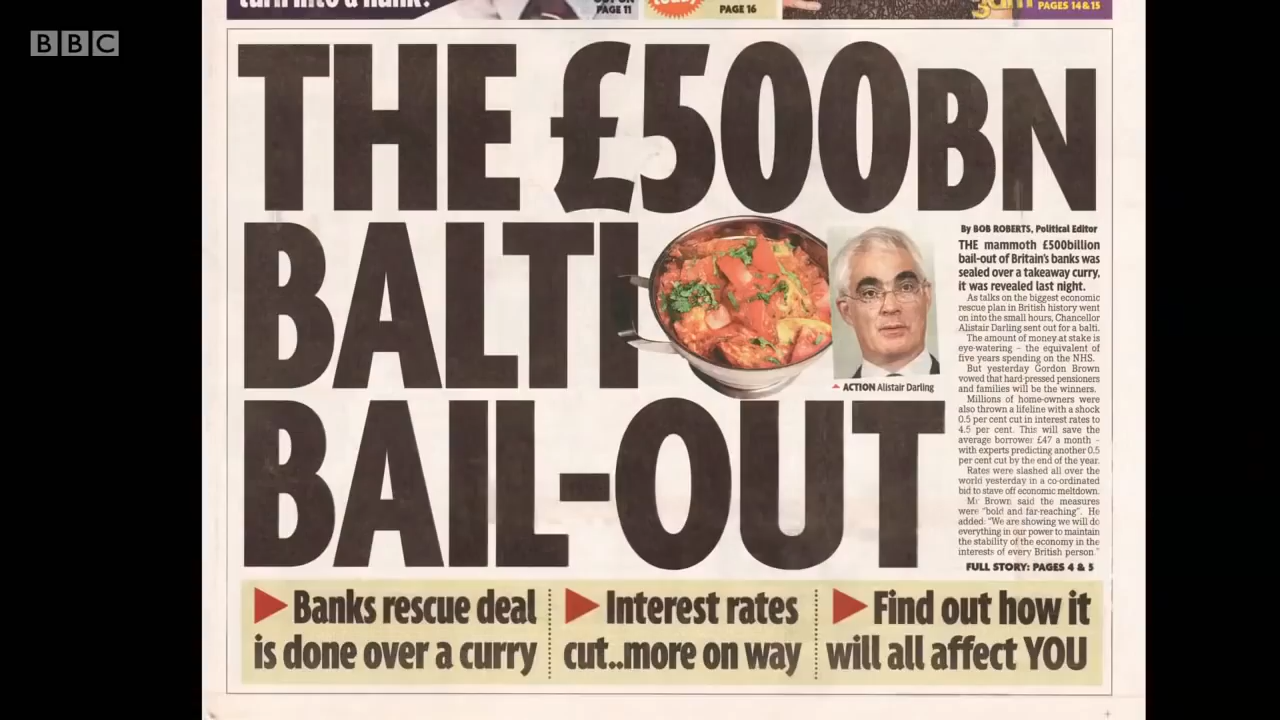 BBC
turn into a hunk?
PAGE 11
PAGE 16
PAGES 14&15
THE £500BN
BALTI
BAIL-OUT
By BOB ROBERTS, Political Editor
THE mammoth £500billion
bail-out of Britain's banks was
sealed over a takeaway curry,
it was revealed last night.
As talks on the biggest economic
rescue plan in British history went
on into the small hours, Chancellor
Alistair Darling sent out for a balti.
The amount of money at stake is
eye-watering – the equivalent of
five years spending on the NHS.
But yesterday Gordon Brown
vowed that hard-pressed pensioners
and families will be the winners.
Millions of home-owners were
also thrown a lifeline with a shock
0.5 per cent cut in interest rates to
4.5 per cent. This will save the
average borrower £47 a month –
with experts predicting another 0.5
per cent cut by the end of the year.
Rates were slashed all over the
world yesterday in a co-ordinated
bid to stave off economic meltdown.
Mr Brown said the measures
were "bold and far-reaching". He
added: "We are showing we will do
everything in our power to maintain
the stability of the economy in the
interests of every British person."
FULL STORY: PAGES 4 & 5
ACTION Alistair Darling
Banks rescue deal
is done over a curry
Interest rates
cut..more on way
Find out how it
will all affect YOU